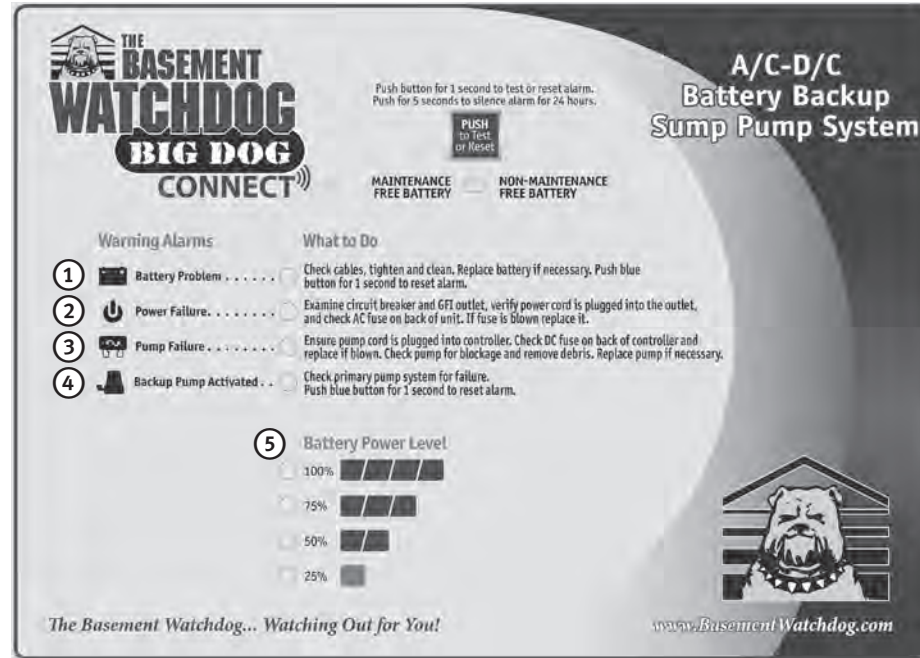 THE
BASEMENT
WATCHDOG
BIG DOG
CONNECT
Push button for 1 second to test or reset alarm.
Push for 5 seconds to silence alarm for 24 hours.
PUSH
to Test
or Reset
MAINTENANCE
FREE BATTERY
NON-MAINTENANCE
FREE BATTERY
A/C-D/C
Battery Backup
Sump Pump System
Warning Alarms
What to Do
1 Battery Problem . . . . . . Check cables, tighten and clean. Replace battery if necessary. Push blue
button for 1 second to reset alarm.
2 Power Failure. . . . . . . . Examine circuit breaker and GFI outlet, verify power cord is plugged into the outlet,
and check AC fuse on back of unit. If fuse is blown replace it.
3 Pump Failure . . . . . . . . Ensure pump cord is plugged into controller. Check DC fuse on back of controller and
replace if blown. Check pump for blockage and remove debris. Replace pump if necessary.
4 Backup Pump Activated . . Check primary pump system for failure.
Push blue button for 1 second to reset alarm.
5 Battery Power Level
100%
75%
50%
25%
The Basement Watchdog... Watching Out for You!
www.BasementWatchdog.com